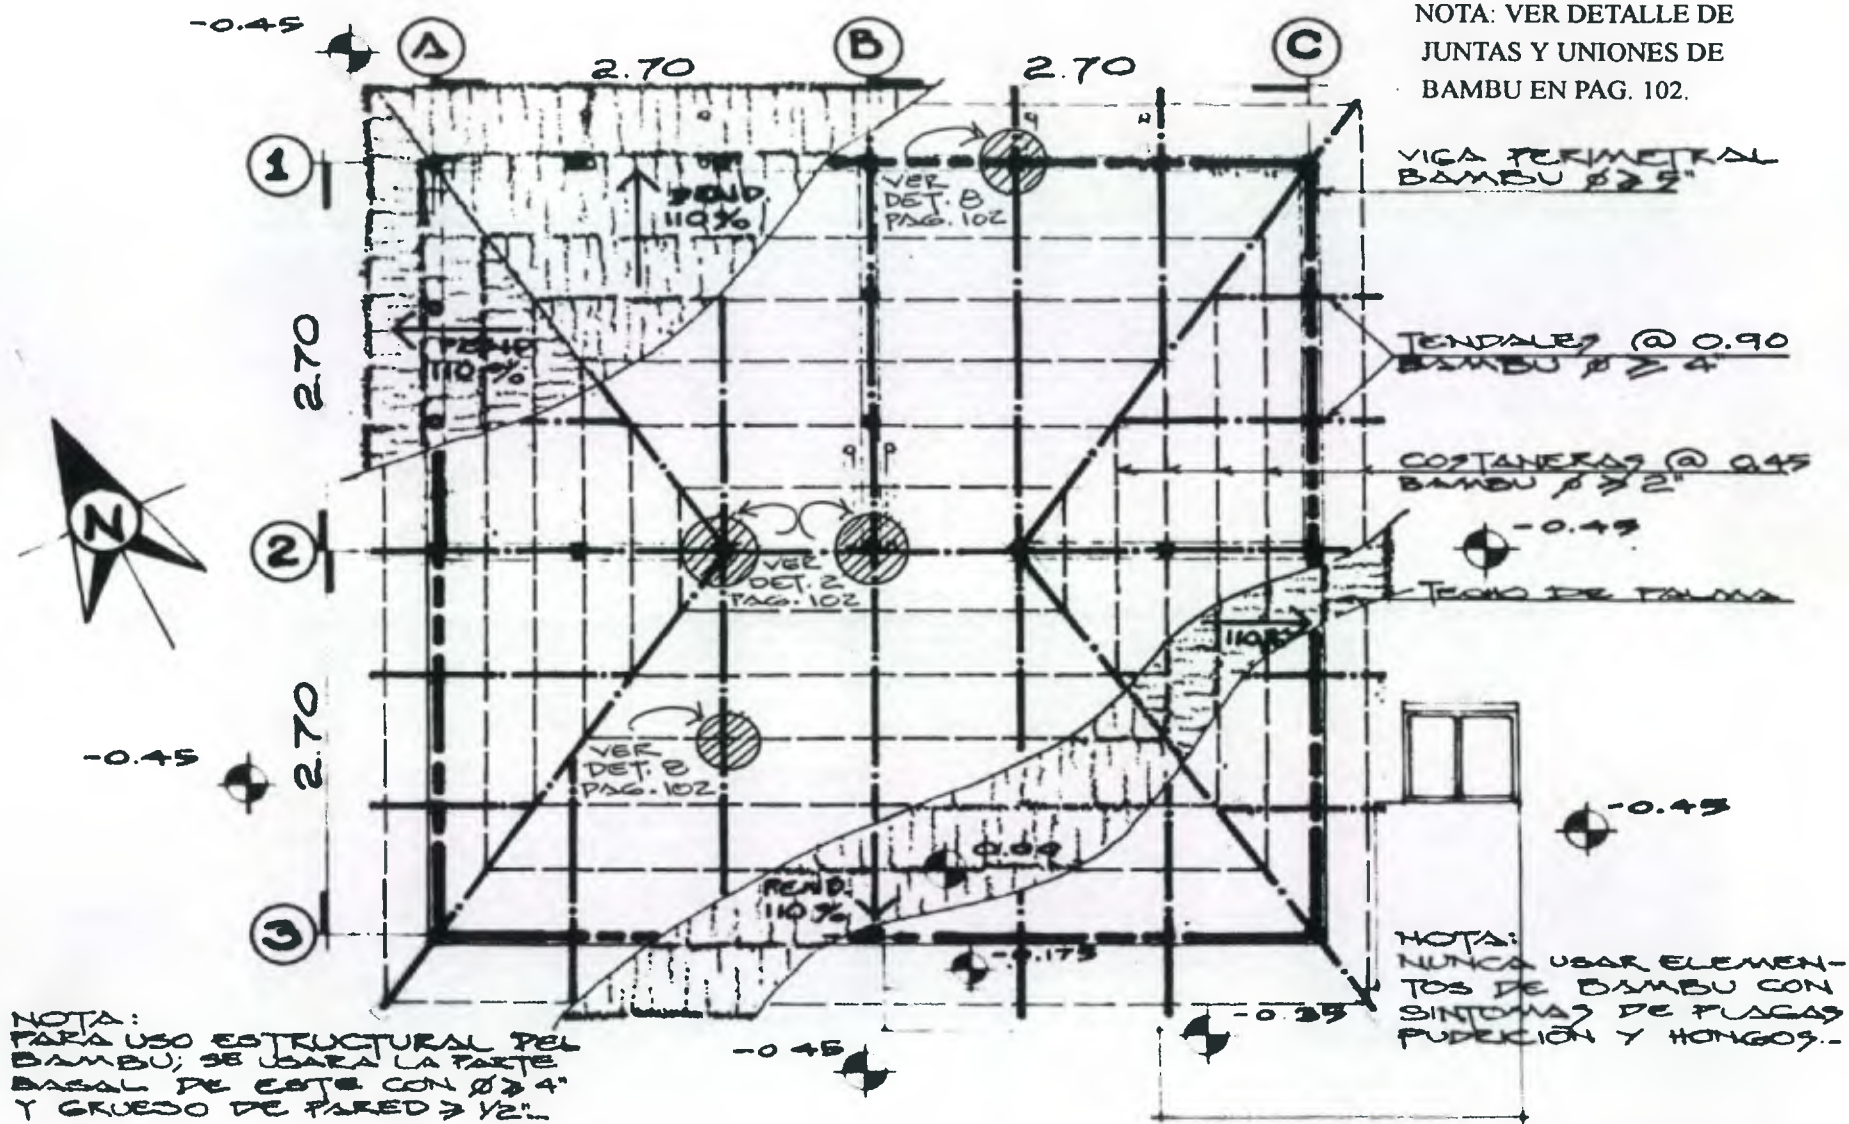 -0.45
A
B
C
2.70
2.70
NOTA: VER DETALLE DE
JUNTAS Y UNIONES DE
BAMBU EN PAG. 102.
1
VIGA PERIMETRAL
BAMBU Ø ≥ 5"
VER
DET. 8
PAG. 102
PEND.
110 %
2.70
PEND
110 %
TENDALES @ 0.90
BAMBU Ø ≥ 4"
COSTANERAS @ 0.45
BAMBU Ø ≥ 2"
N
2
-0.45
VER
DET. 2
PAG. 102
TECHO DE PALMA
110 %
2.70
-0.45
VER
DET. 8
PAG. 102
-0.45
0.00
PEND.
110 %
3
-0.175
NOTA:
NUNCA USAR ELEMEN-
TOS DE BAMBU CON
SINTOMAS DE PLAGAS
PUDRICION Y HONGOS.-
NOTA:
PARA USO ESTRUCTURAL DEL
BAMBU; SE USARA LA PARTE
BASAL DE ESTE CON Ø ≥ 4"
Y GRUESO DE PARED ≥ 1/2".-
-0.35
-0.45